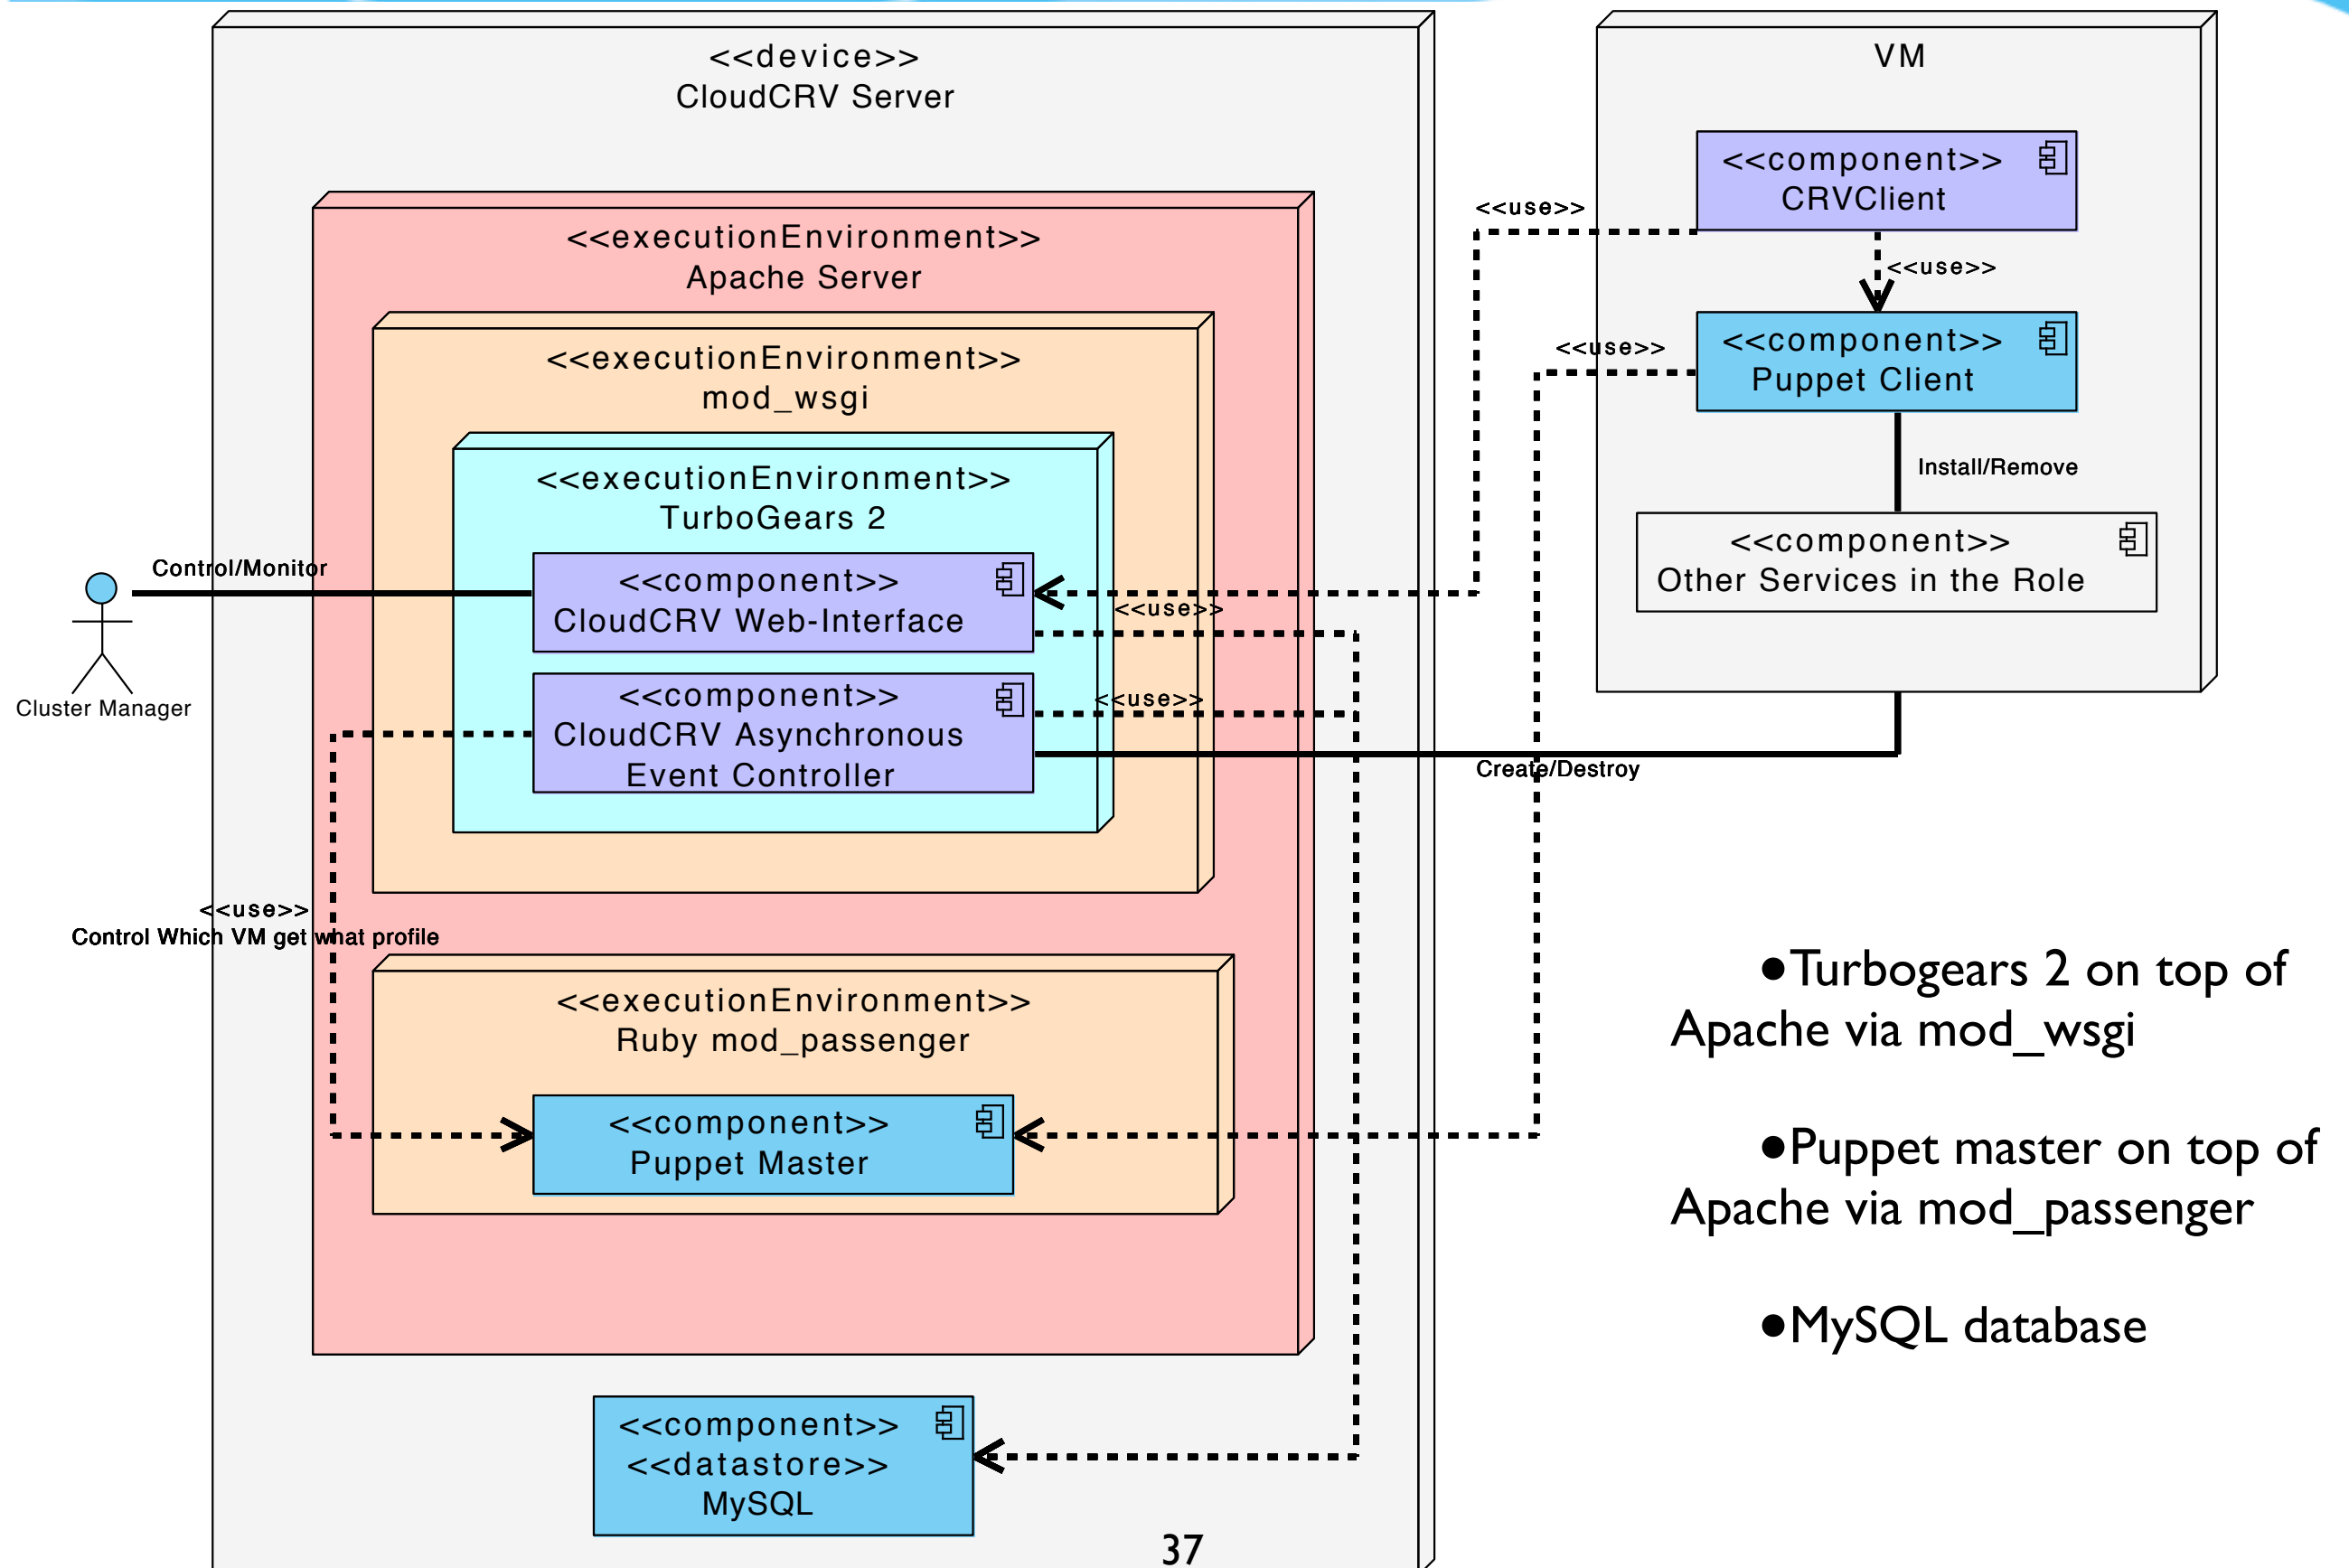 <<device>>
CloudCRV Server
<<executionEnvironment>>
Apache Server
<<executionEnvironment>>
mod_wsgi
<<executionEnvironment>>
TurboGears 2
Control/Monitor
<<component>>
CloudCRV Web-Interface
<<use>>
Cluster Manager
<<component>>
CloudCRV Asynchronous
Event Controller
<<use>>
Create/Destroy
<<use>>
Control Which VM get what profile
<<executionEnvironment>>
Ruby mod_passenger
<<component>>
Puppet Master
<<component>>
<<datastore>>
MySQL
VM
<<component>>
CRVClient
<<use>>
<<use>>
<<component>>
Puppet Client
<<use>>
Install/Remove
<<component>>
Other Services in the Role
●Turbogears 2 on top of
Apache via mod_wsgi
●Puppet master on top of
Apache via mod_passenger
●MySQL database
37